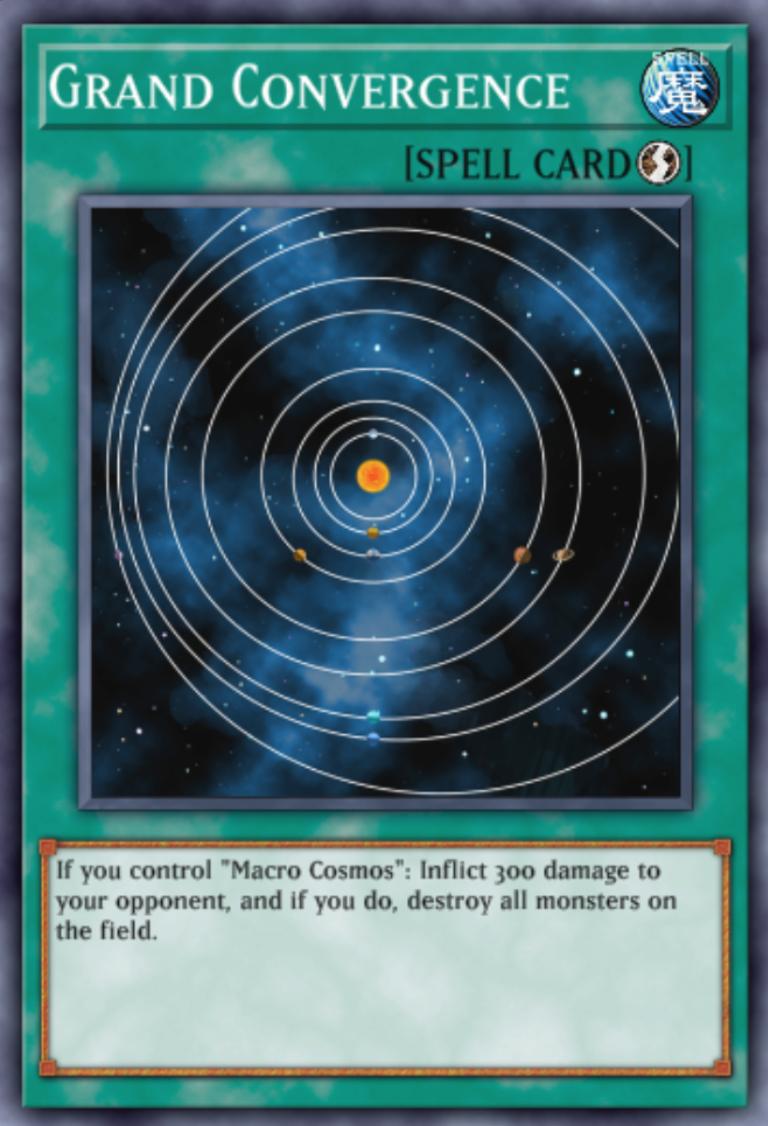 GRAND CONVERGENCE
SPELL
魔
[SPELL CARD]
If you control "Macro Cosmos": Inflict 300 damage to
your opponent, and if you do, destroy all monsters on
the field.